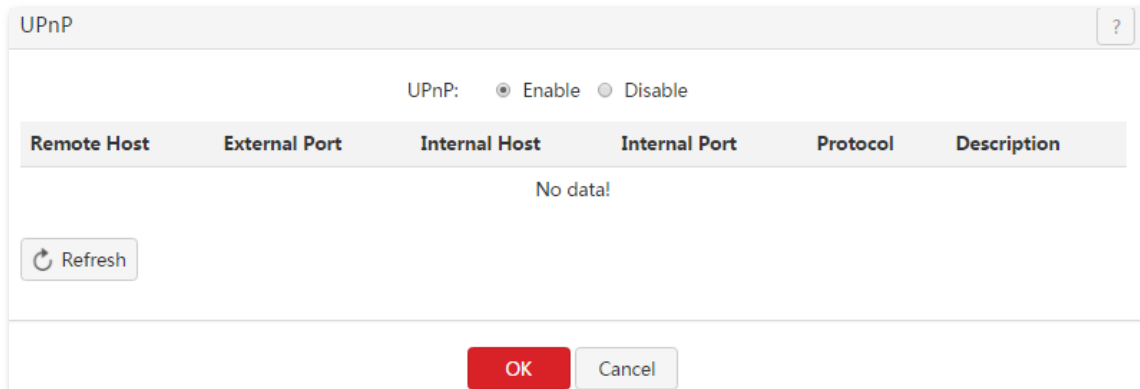 UPnP ?
UPnP: Enable Disable
Remote Host External Port Internal Host Internal Port Protocol Description
No data!
Refresh
OK Cancel